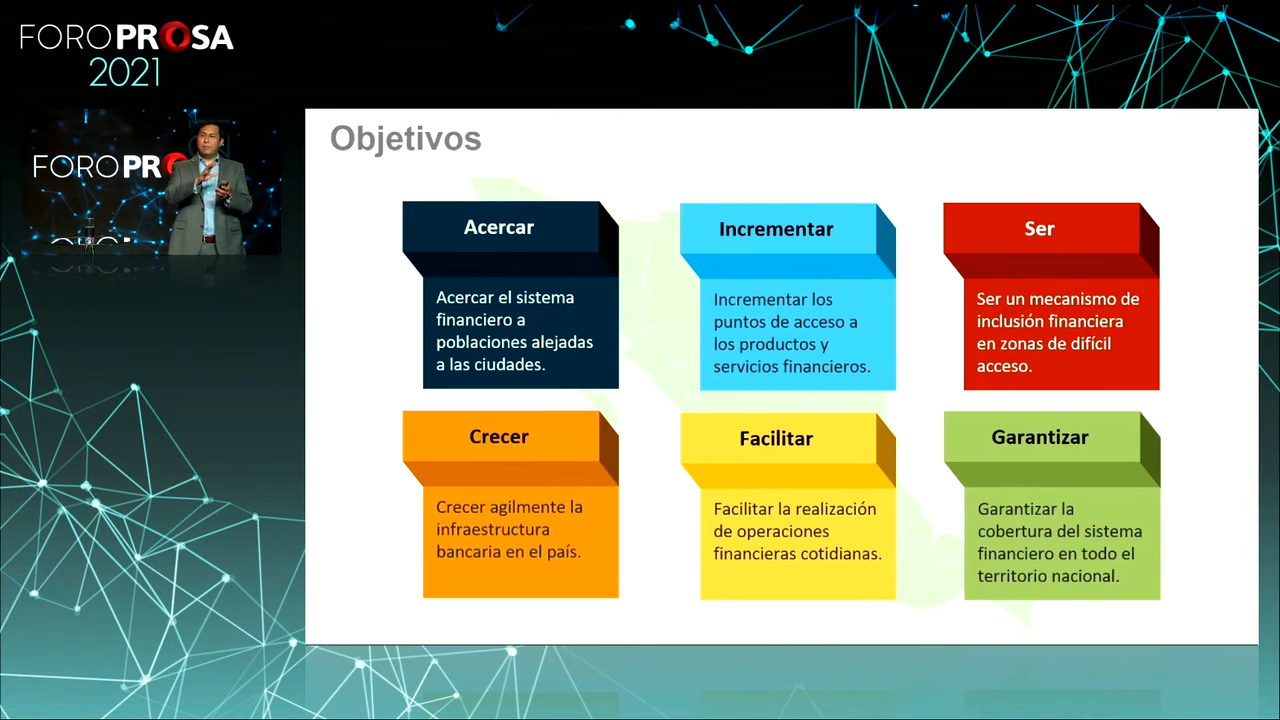 FORO PROSA
2021
FORO PR
Objetivos
Acercar
Acercar el sistema
financiero a
poblaciones alejadas
a las ciudades.
Incrementar
Incrementar los
puntos de acceso a
los productos y
servicios financieros.
Ser
Ser un mecanismo de
inclusión financiera
en zonas de difícil
acceso.
Crecer
Crecer agilmente la
infraestructura
bancaria en el país.
Facilitar
Facilitar la realización
de operaciones
financieras cotidianas.
Garantizar
Garantizar la
cobertura del sistema
financiero en todo el
territorio nacional.